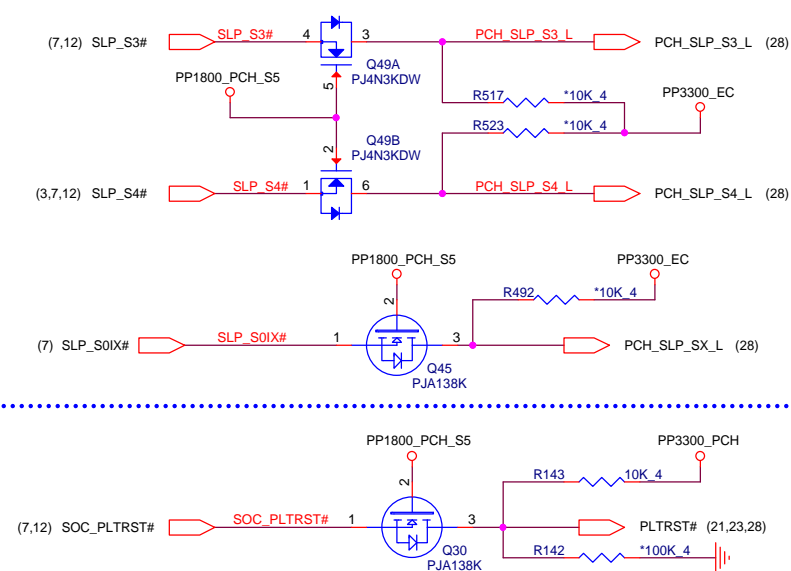 (7,12) SLP_S3# SLP_S3# 4 3 PCH_SLP_S3_L PCH_SLP_S3_L (28)
Q49A
PJ4N3KDW
5
PP1800_PCH_S5
R517 *10K_4
PP3300_EC
R523 *10K_4
2
Q49B
PJ4N3KDW
(3,7,12) SLP_S4# SLP_S4# 1 6 PCH_SLP_S4_L PCH_SLP_S4_L (28)
PP1800_PCH_S5
PP3300_EC
2
R492 *10K_4
(7) SLP_S0IX# SLP_S0IX# 1 3 PCH_SLP_SX_L (28)
Q45
PJA138K
PP1800_PCH_S5
PP3300_PCH
2
R143 10K_4
(7,12) SOC_PLTRST# SOC_PLTRST# 1 3 PLTRST# (21,23,28)
Q30
PJA138K
R142 *100K_4